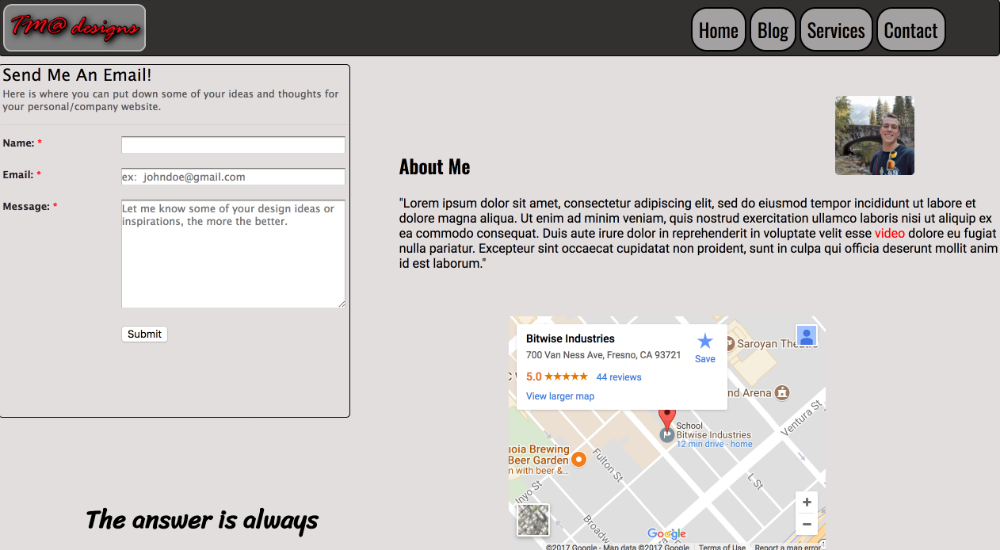 TM@ designs
Home
Blog
Services
Contact
Send Me An Email!
Here is where you can put down some of your ideas and thoughts for
your personal/company website.
Name: *
Email: *
ex: johndoe@gmail.com
Message: *
Let me know some of your design ideas or
inspirations, the more the better.
Submit
The answer is always
About Me
"Lorem ipsum dolor sit amet, consectetur adipiscing elit, sed do eiusmod tempor incididunt ut labore et
dolore magna aliqua. Ut enim ad minim veniam, quis nostrud exercitation ullamco laboris nisi ut aliquip ex
ea commodo consequat. Duis aute irure dolor in reprehenderit in voluptate velit esse video dolore eu fugiat
nulla pariatur. Excepteur sint occaecat cupidatat non proident, sunt in culpa qui officia deserunt mollit anim
id est laborum."
Bitwise Industries
700 Van Ness Ave, Fresno, CA 93721
5.0 ★★★★★ 44 reviews
View larger map
Save
Saroyan Theatre
nd Arena
School
Bitwise Industries
12 min drive - home
uoia Brewing
Beer Garden
n with beer &..
Ventura St
Fulton St
L St
Inyo St
Broadw
+
−
Google
©2017 Google - Map data ©2017 Google
Terms of Use
Report a map error